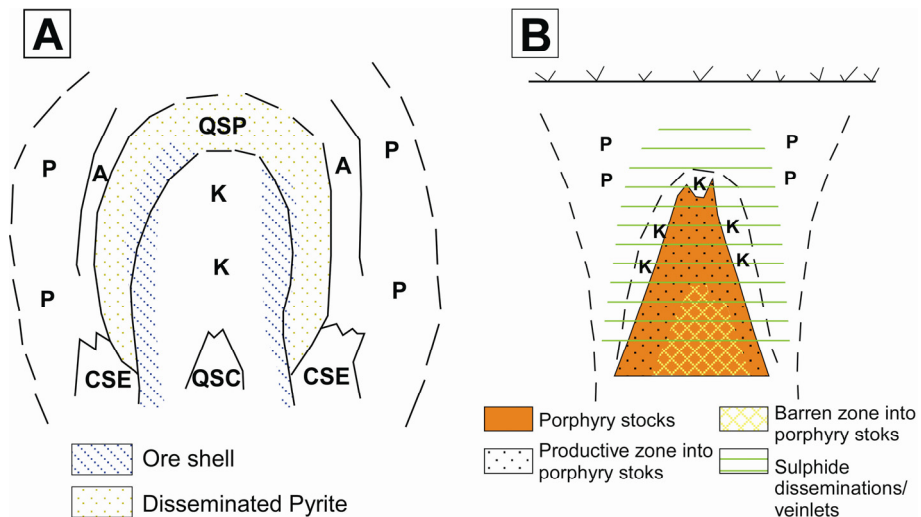 A
QSP
P
A
A
P
K
K
P
P
CSE
QSC
CSE
Ore shell
Disseminated Pyrite
B
P
P
P
K
P
K
K
K
K
Porphyry stocks
Productive zone into
porphyry stoks
Barren zone into
porphyry stoks
Sulphide
disseminations/
veinlets